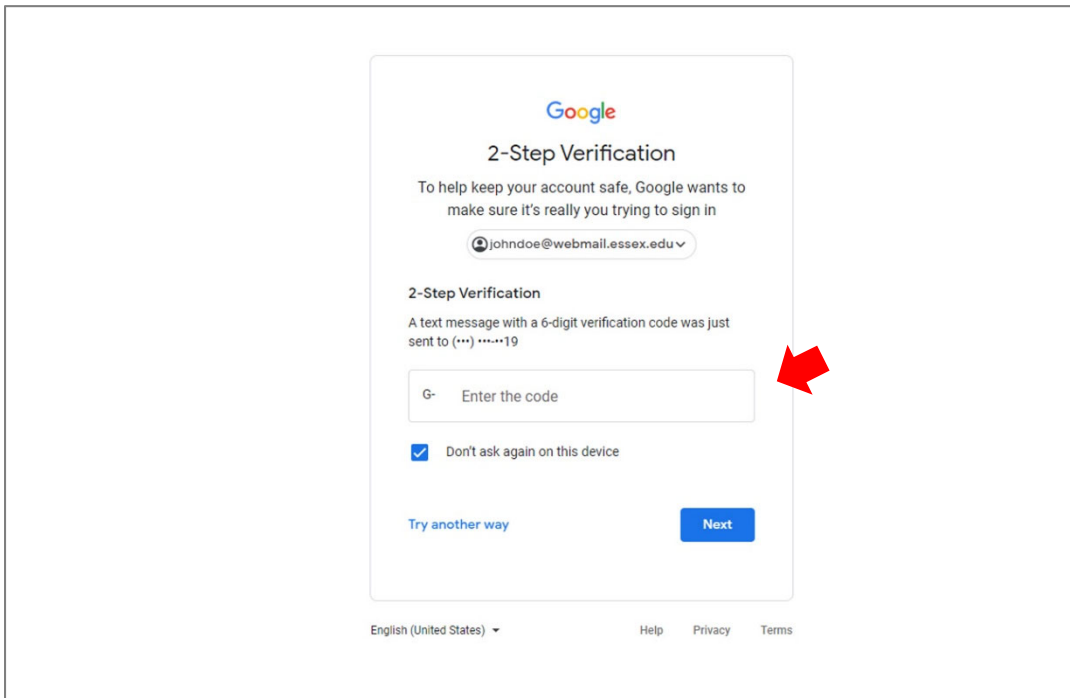 Google
2-Step Verification
To help keep your account safe, Google wants to
make sure it's really you trying to sign in
johndoe@webmail.essex.edu
2-Step Verification
A text message with a 6-digit verification code was just
sent to (•••) •••-••19
G- Enter the code
Don't ask again on this device
Try another way Next
English (United States) Help Privacy Terms